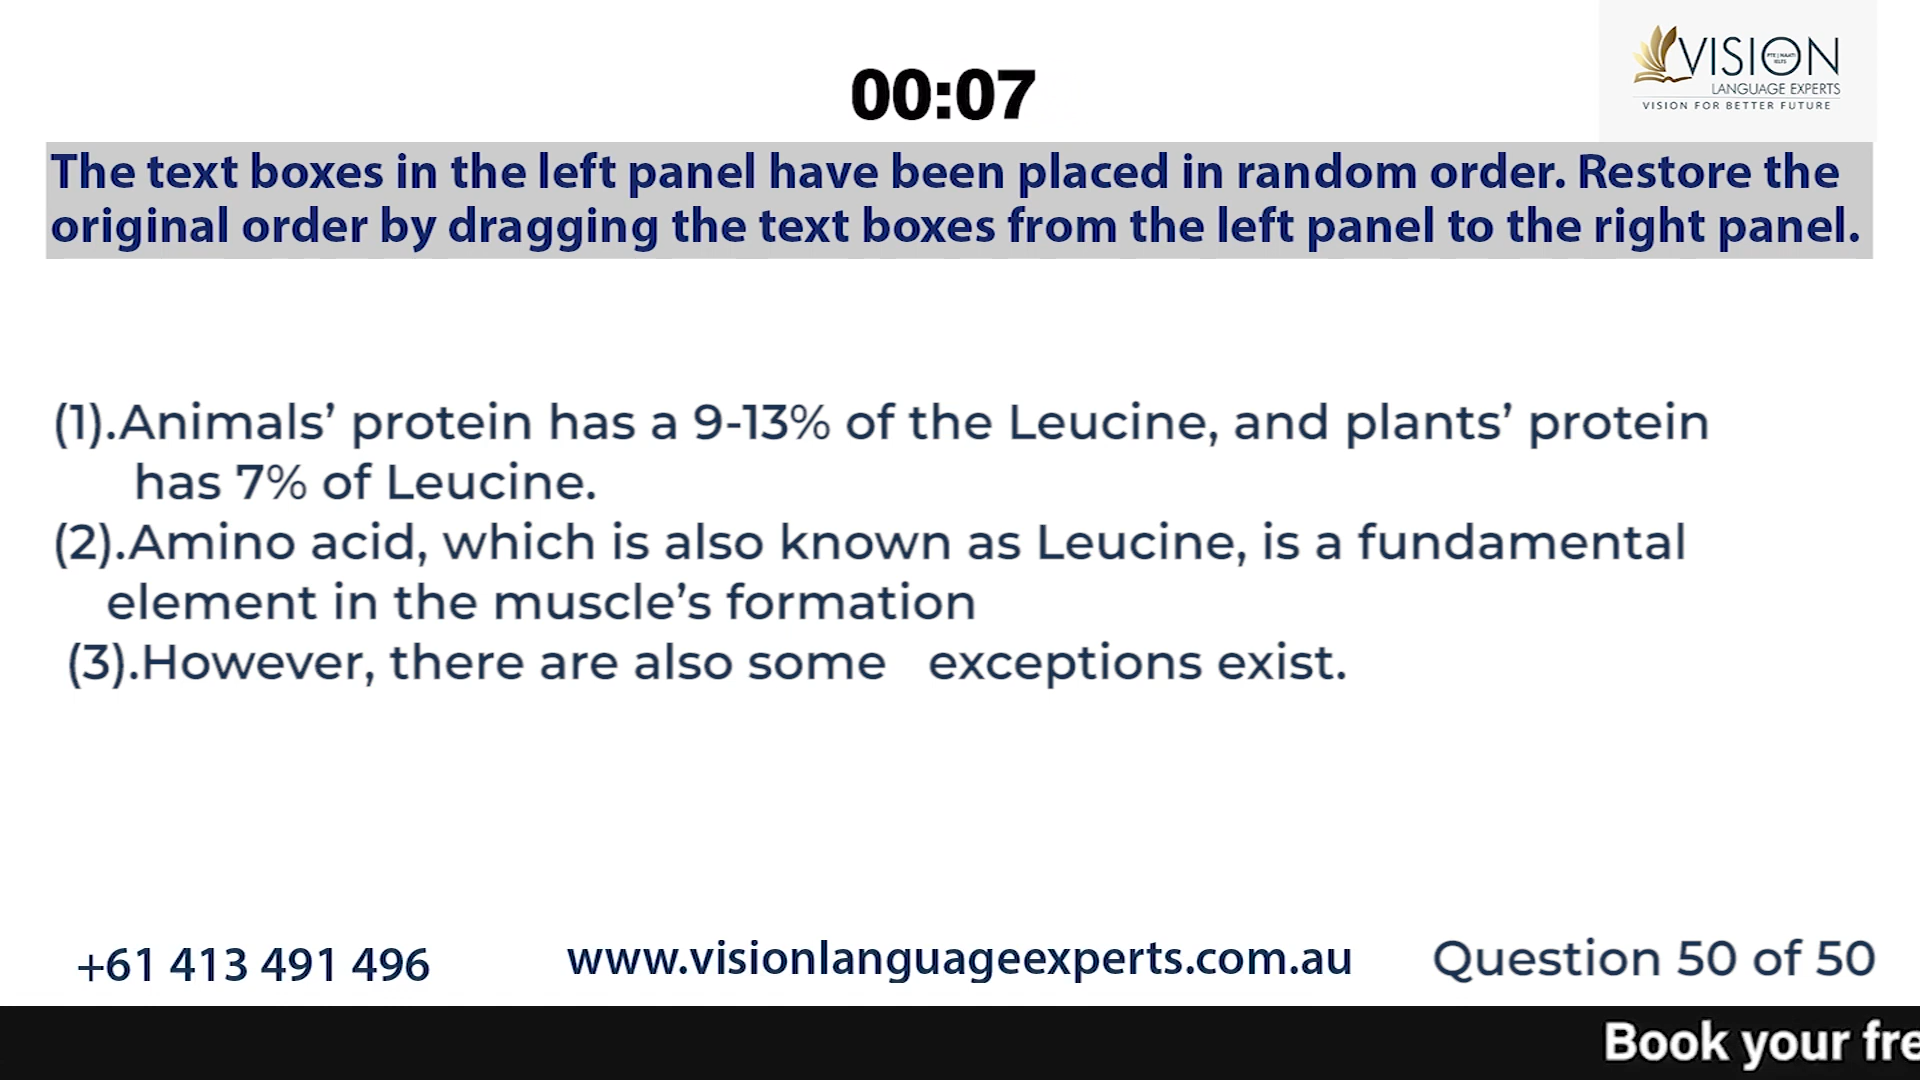 VISION
LANGUAGE EXPERTS
VISION FOR BETTER FUTURE
00:07
The text boxes in the left panel have been placed in random order. Restore the
original order by dragging the text boxes from the left panel to the right panel.
(1).Animals’ protein has a 9-13% of the Leucine, and plants’ protein
has 7% of Leucine.
(2).Amino acid, which is also known as Leucine, is a fundamental
element in the muscle’s formation
(3).However, there are also some exceptions exist.
+61 413 491 496
www.visionlanguageexperts.com.au
Question 50 of 50
Book your fre